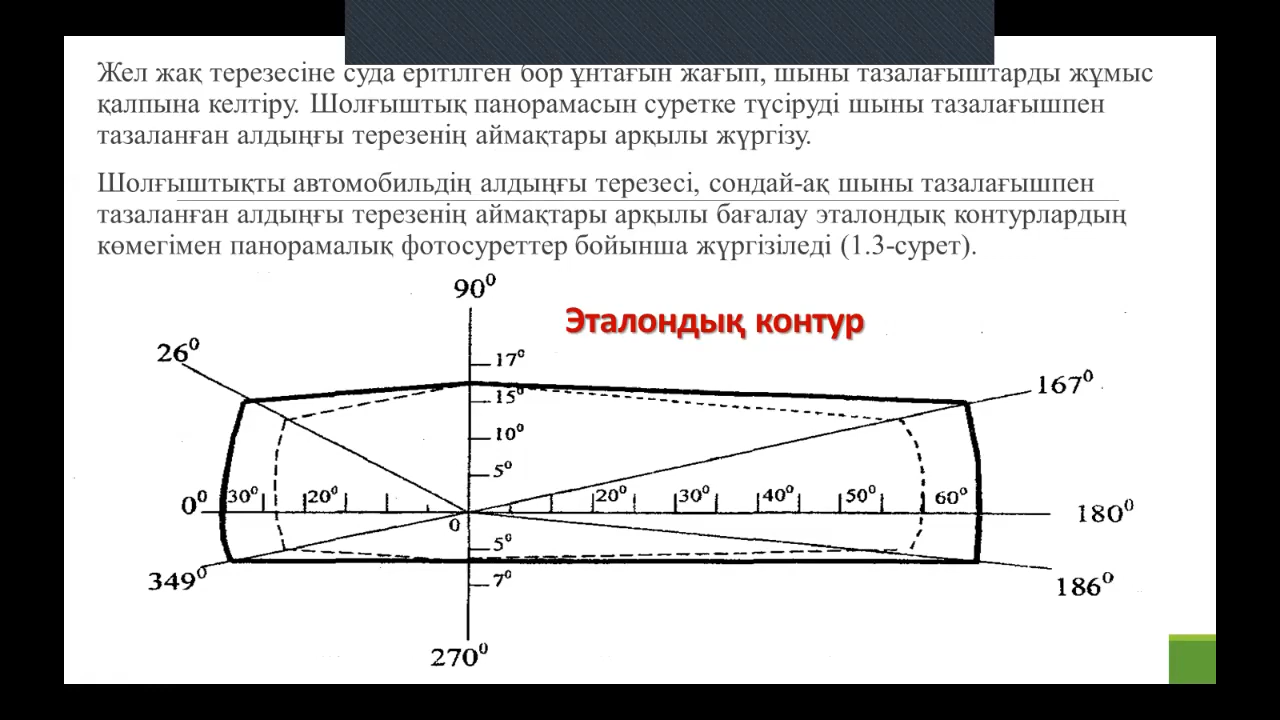 Жел жақ терезесіне суда ерітілген бор ұнтағын жағып, шыны тазалағыштарды жұмыс
қалпына келтіру. Шолғыштық панорамасын суретке түсіруді шыны тазалағышпен
тазаланған алдыңғы терезенің аймақтары арқылы жүргізу.
Шолғыштықты автомобильдің алдыңғы терезесі, сондай-ақ шыны тазалағышпен
тазаланған алдыңғы терезенің аймақтары арқылы бағалау эталондық контурлардың
көмегімен панорамалық фотосуреттер бойынша жүргізіледі (1.3-сурет).
90⁰
Эталондық контур
26⁰
17⁰
167⁰
15⁰
10⁰
5⁰
0⁰ 30⁰ 20⁰ 20⁰ 30⁰ 40⁰ 50⁰ 60⁰ 180⁰
0
5⁰
349⁰ 7⁰ 186⁰
270⁰